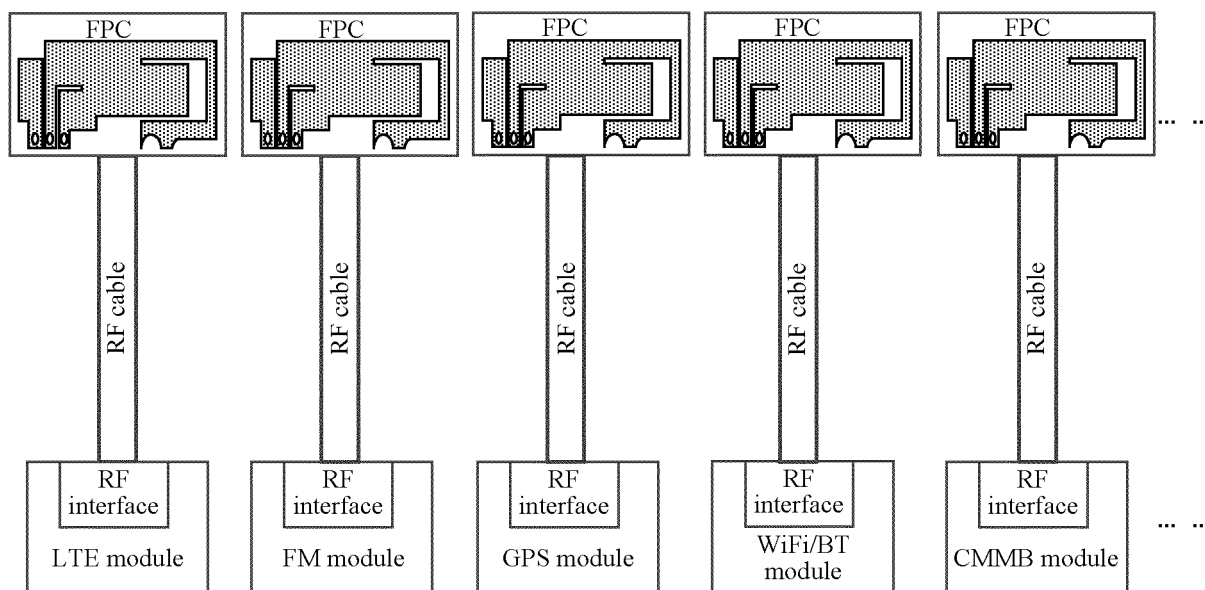 FPC
FPC
FPC
FPC
FPC
... ..
RF cable
RF cable
RF cable
RF cable
RF cable
RF
interface
RF
interface
RF
interface
RF
interface
RF
interface
... ..
LTE module
FM module
GPS module
WiFi/BT
module
CMMB module